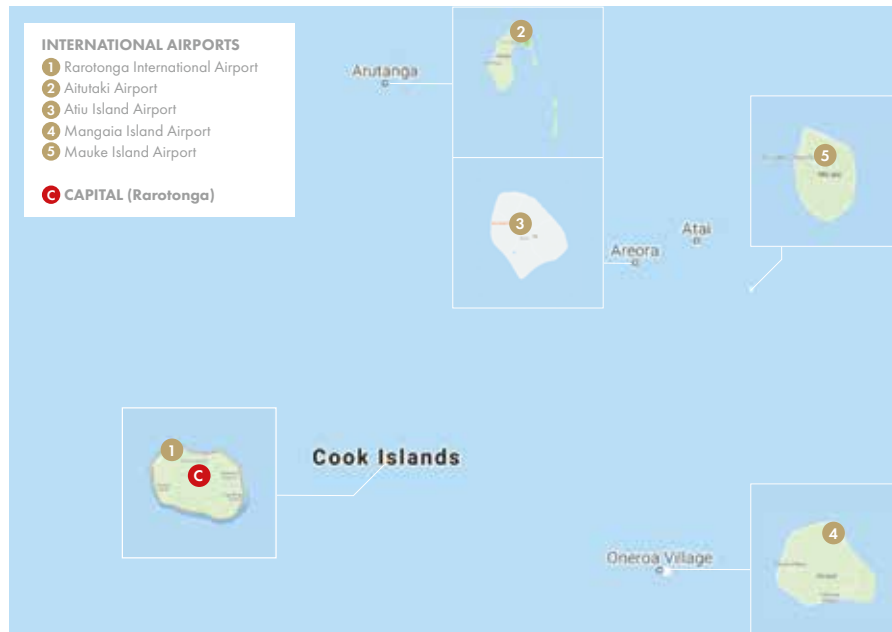 INTERNATIONAL AIRPORTS
1 Rarotonga International Airport
2 Aitutaki Airport
3 Atiu Island Airport
4 Mangaia Island Airport
5 Mauke Island Airport
C CAPITAL (Rarotonga)
2
Arutanga
5
3
Atai
Areora
1
C
Cook Islands
4
Oneroa Village